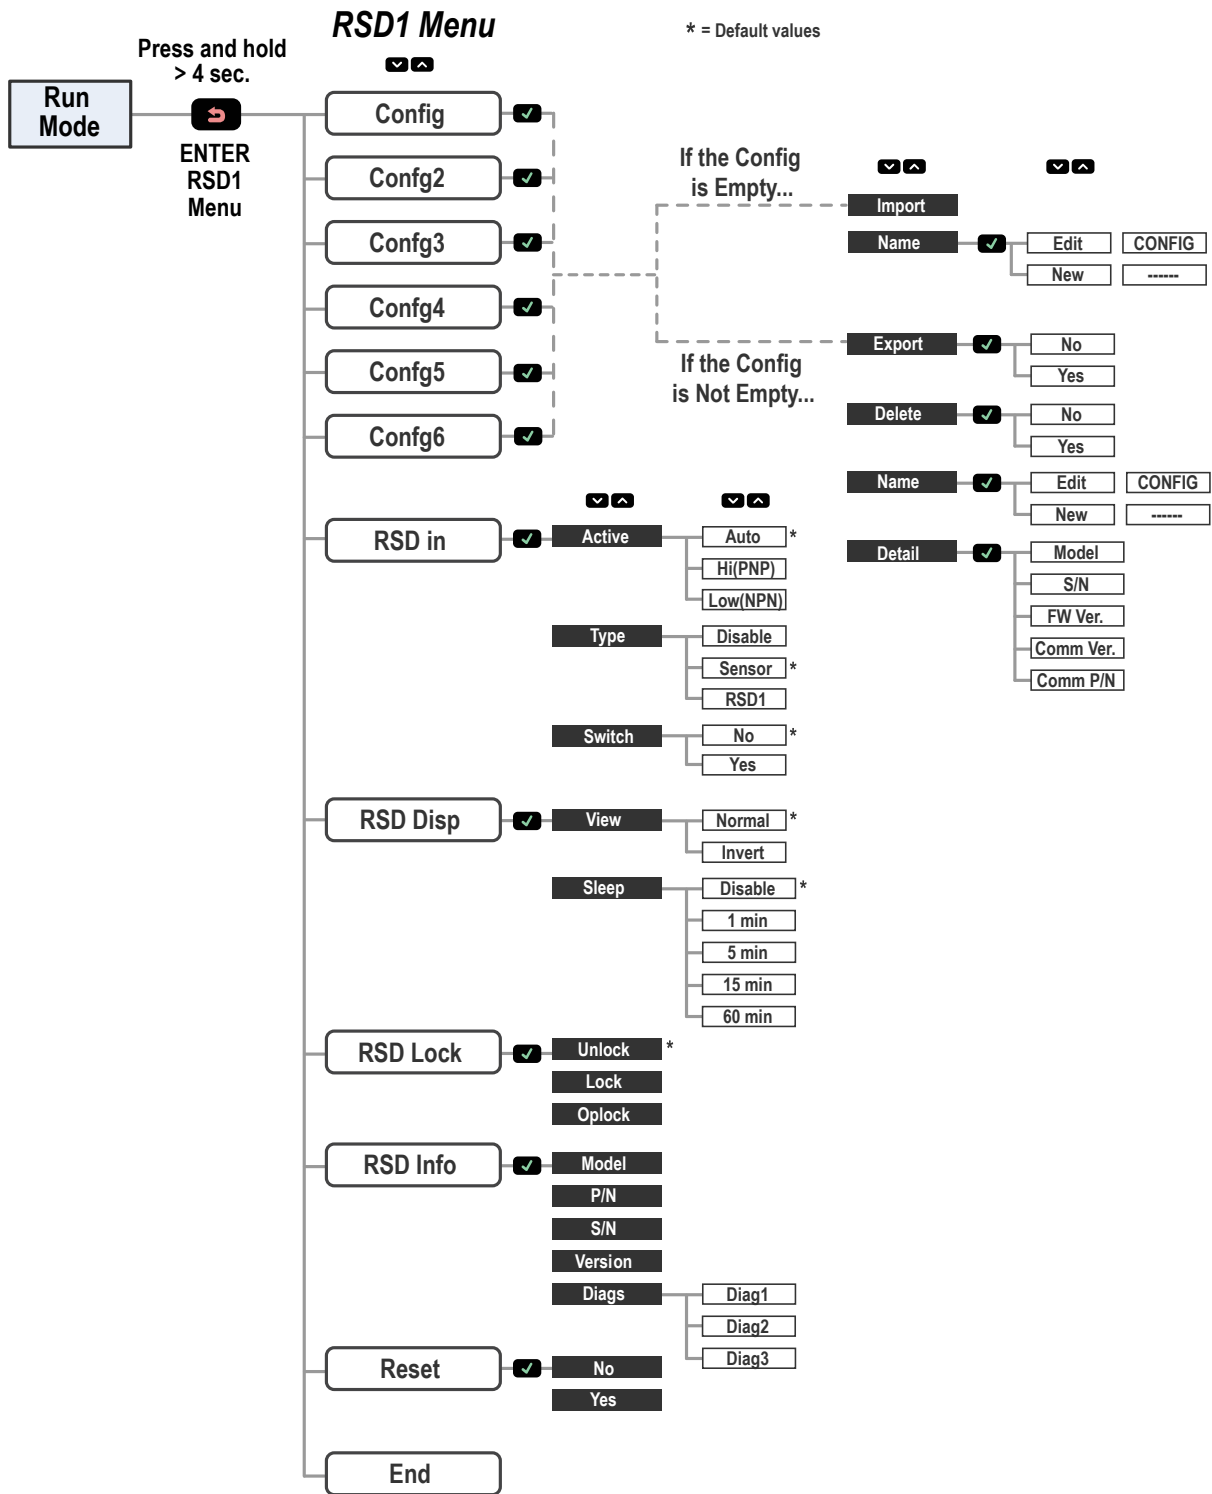 RSD1 Menu
* = Default values
Press and hold
> 4 sec.
Run
Mode
ENTER
RSD1
Menu
Config
Confg2
Confg3
Confg4
Confg5
Confg6
If the Config
is Empty...
Import
Name
Edit
CONFIG
New
------
If the Config
is Not Empty...
Export
No
Yes
Delete
No
Yes
Name
Edit
CONFIG
New
------
Detail
Model
S/N
FW Ver.
Comm Ver.
Comm P/N
RSD in
Active
Auto *
Hi(PNP)
Low(NPN)
Type
Disable
Sensor *
RSD1
Switch
No *
Yes
RSD Disp
View
Normal *
Invert
Sleep
Disable *
1 min
5 min
15 min
60 min
RSD Lock
Unlock *
Lock
Oplock
RSD Info
Model
P/N
S/N
Version
Diags
Diag1
Diag2
Diag3
Reset
No
Yes
End